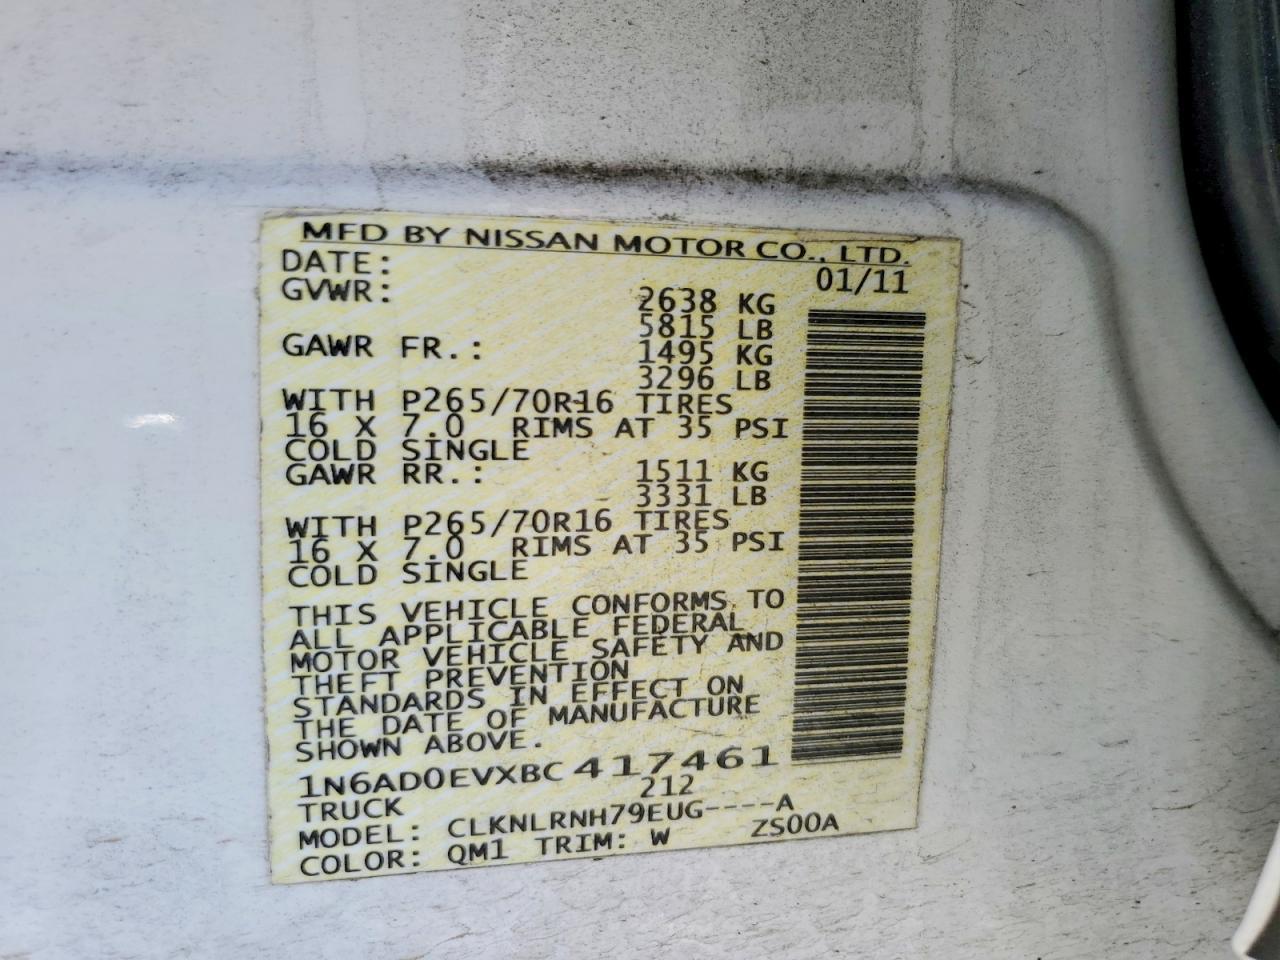 MFD BY NISSAN MOTOR CO., LTD.
DATE: 01/11
GVWR: 2638 KG
5815 LB
GAWR FR.: 1495 KG
3296 LB
WITH P265/70R16 TIRES
16 X 7.0 RIMS AT 35 PSI
COLD SINGLE
GAWR RR.: 1511 KG
3331 LB
WITH P265/70R16 TIRES
16 X 7.0 RIMS AT 35 PSI
COLD SINGLE
THIS VEHICLE CONFORMS TO
ALL APPLICABLE FEDERAL
MOTOR VEHICLE SAFETY AND
THEFT PREVENTION
STANDARDS IN EFFECT ON
THE DATE OF MANUFACTURE
SHOWN ABOVE.
1N6AD0EVXBC417461
TRUCK 212
MODEL: CLKNLRNH79EUG----A
COLOR: QM1 TRIM: W ZS00A